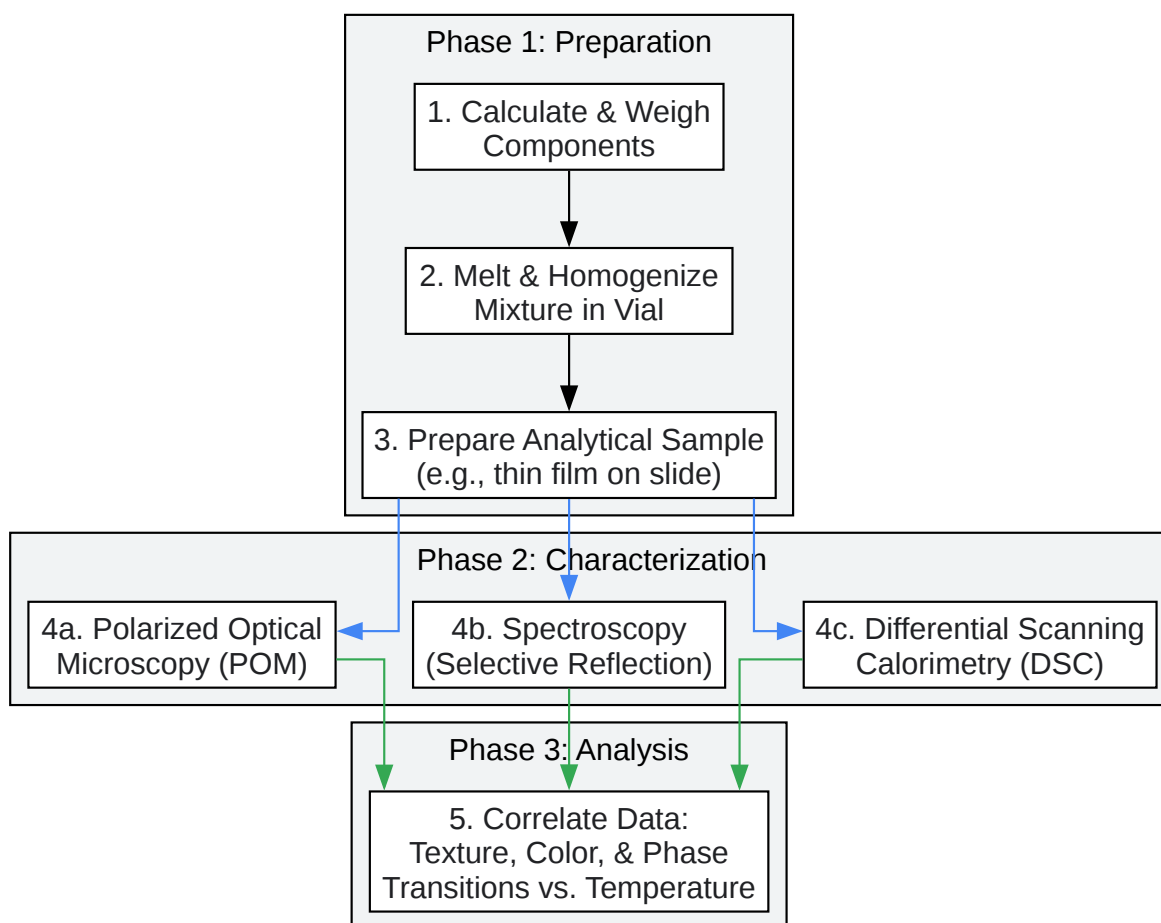 Phase 1: Preparation
1. Calculate & Weigh
Components
2. Melt & Homogenize
Mixture in Vial
3. Prepare Analytical Sample
(e.g., thin film on slide)
Phase 2: Characterization
4a. Polarized Optical
Microscopy (POM)
4b. Spectroscopy
(Selective Reflection)
4c. Differential Scanning
Calorimetry (DSC)
Phase 3: Analysis
5. Correlate Data:
Texture, Color, & Phase
Transitions vs. Temperature